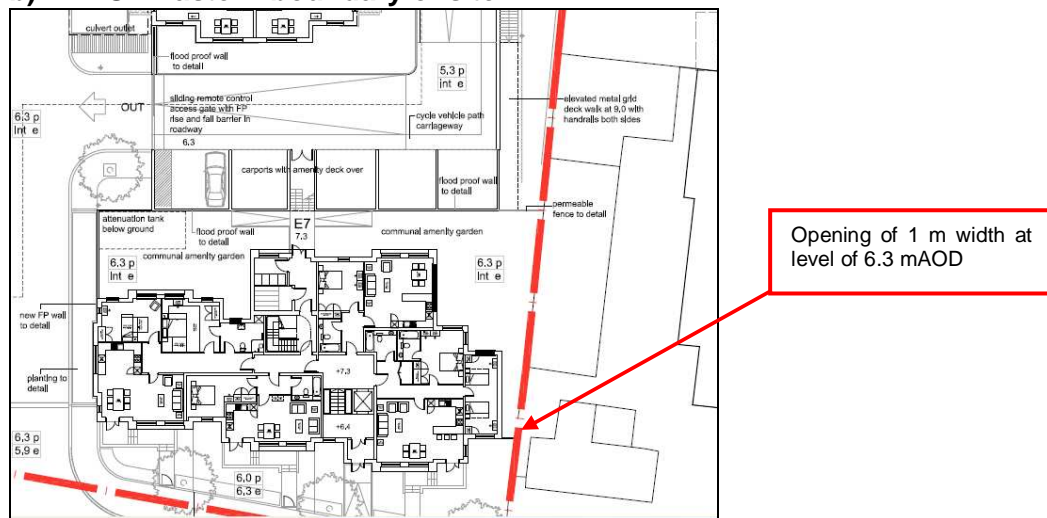 culvert outlet
flood proof wall
to detail
5,3 p
int e
OUT
sliding remote control
access gate with FP
rise and fall barrier in
roadway
6,3
cycle vehicle path
carriageway
elevated metal grid
deck walk at 9,0 with
handrails both sides
6.3 p
Int e
carports with amenity deck over
flood proof wall
to detail
permeable
fence to detail
attenuation tank
below ground
flood proof wall
to detail
E7
7,3
communal amenity garden
communal amenity garden
6.3 p
Int e
6.3 p
Int e
new FP wall
to detail
+7,3
planting to
detail
+6,4
6,3 p
5,9 e
6,0 p
6,3 e
Opening of 1 m width at
level of 6.3 mAOD